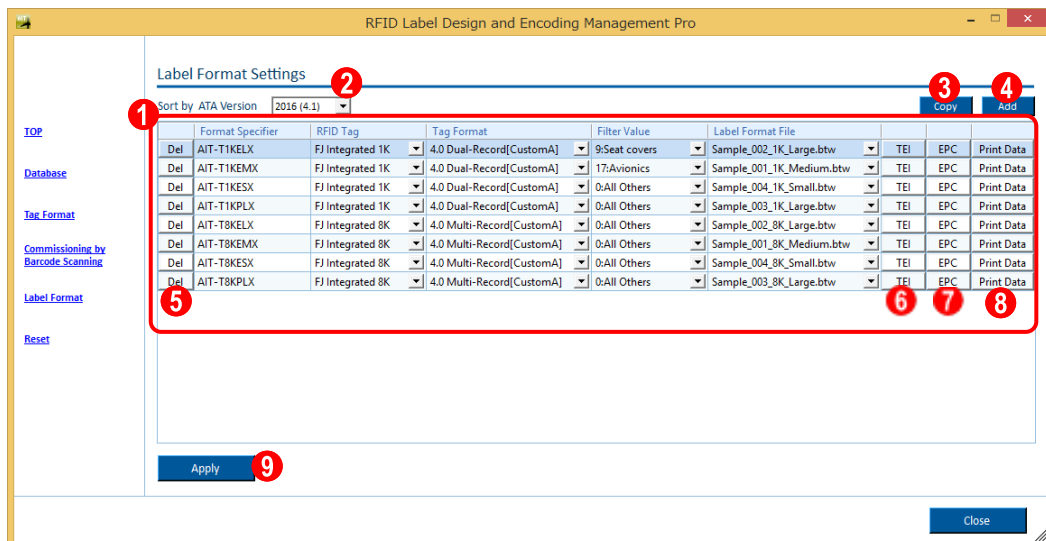 RFID Label Design and Encoding Management Pro
Label Format Settings
2
3
4
Sort by ATA Version 2016 (4.1) Copy Add
1
Format Specifier RFID Tag Tag Format Filter Value Label Format File
Del AIT-T1KELX FJ Integrated 1K 4.0 Dual-Record[CustomA] 9:Seat covers Sample_002_1K_Large.btw TEI EPC Print Data
Del AIT-T1KEMX FJ Integrated 1K 4.0 Dual-Record[CustomA] 17:Avionics Sample_001_1K_Medium.btw TEI EPC Print Data
Del AIT-T1KESX FJ Integrated 1K 4.0 Dual-Record[CustomA] 0:All Others Sample_004_1K_Small.btw TEI EPC Print Data
Del AIT-T1KPLX FJ Integrated 1K 4.0 Dual-Record[CustomA] 0:All Others Sample_003_1K_Large.btw TEI EPC Print Data
Del AIT-T8KELX FJ Integrated 8K 4.0 Multi-Record[CustomA] 0:All Others Sample_002_8K_Large.btw TEI EPC Print Data
Del AIT-T8KEMX FJ Integrated 8K 4.0 Multi-Record[CustomA] 0:All Others Sample_001_8K_Medium.btw TEI EPC Print Data
Del AIT-T8KESX FJ Integrated 8K 4.0 Multi-Record[CustomA] 0:All Others Sample_004_8K_Small.btw TEI EPC Print Data
Del AIT-T8KPLX FJ Integrated 8K 4.0 Multi-Record[CustomA] 0:All Others Sample_003_8K_Large.btw TEI EPC Print Data
5
6
7
8
TOP
Database
Tag Format
Commissioning by
Barcode Scanning
Label Format
Reset
Apply
9
Close